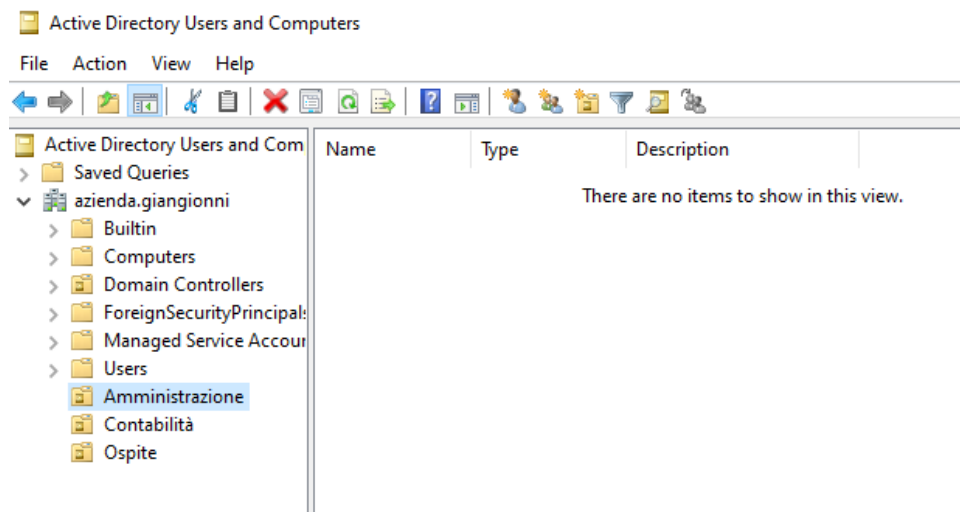 Active Directory Users and Computers
File Action View Help
Active Directory Users and Com
Saved Queries
azienda.giangionni
Builtin
Computers
Domain Controllers
ForeignSecurityPrincipals
Managed Service Accour
Users
Amministrazione
Contabilità
Ospite
Name Type Description
There are no items to show in this view.